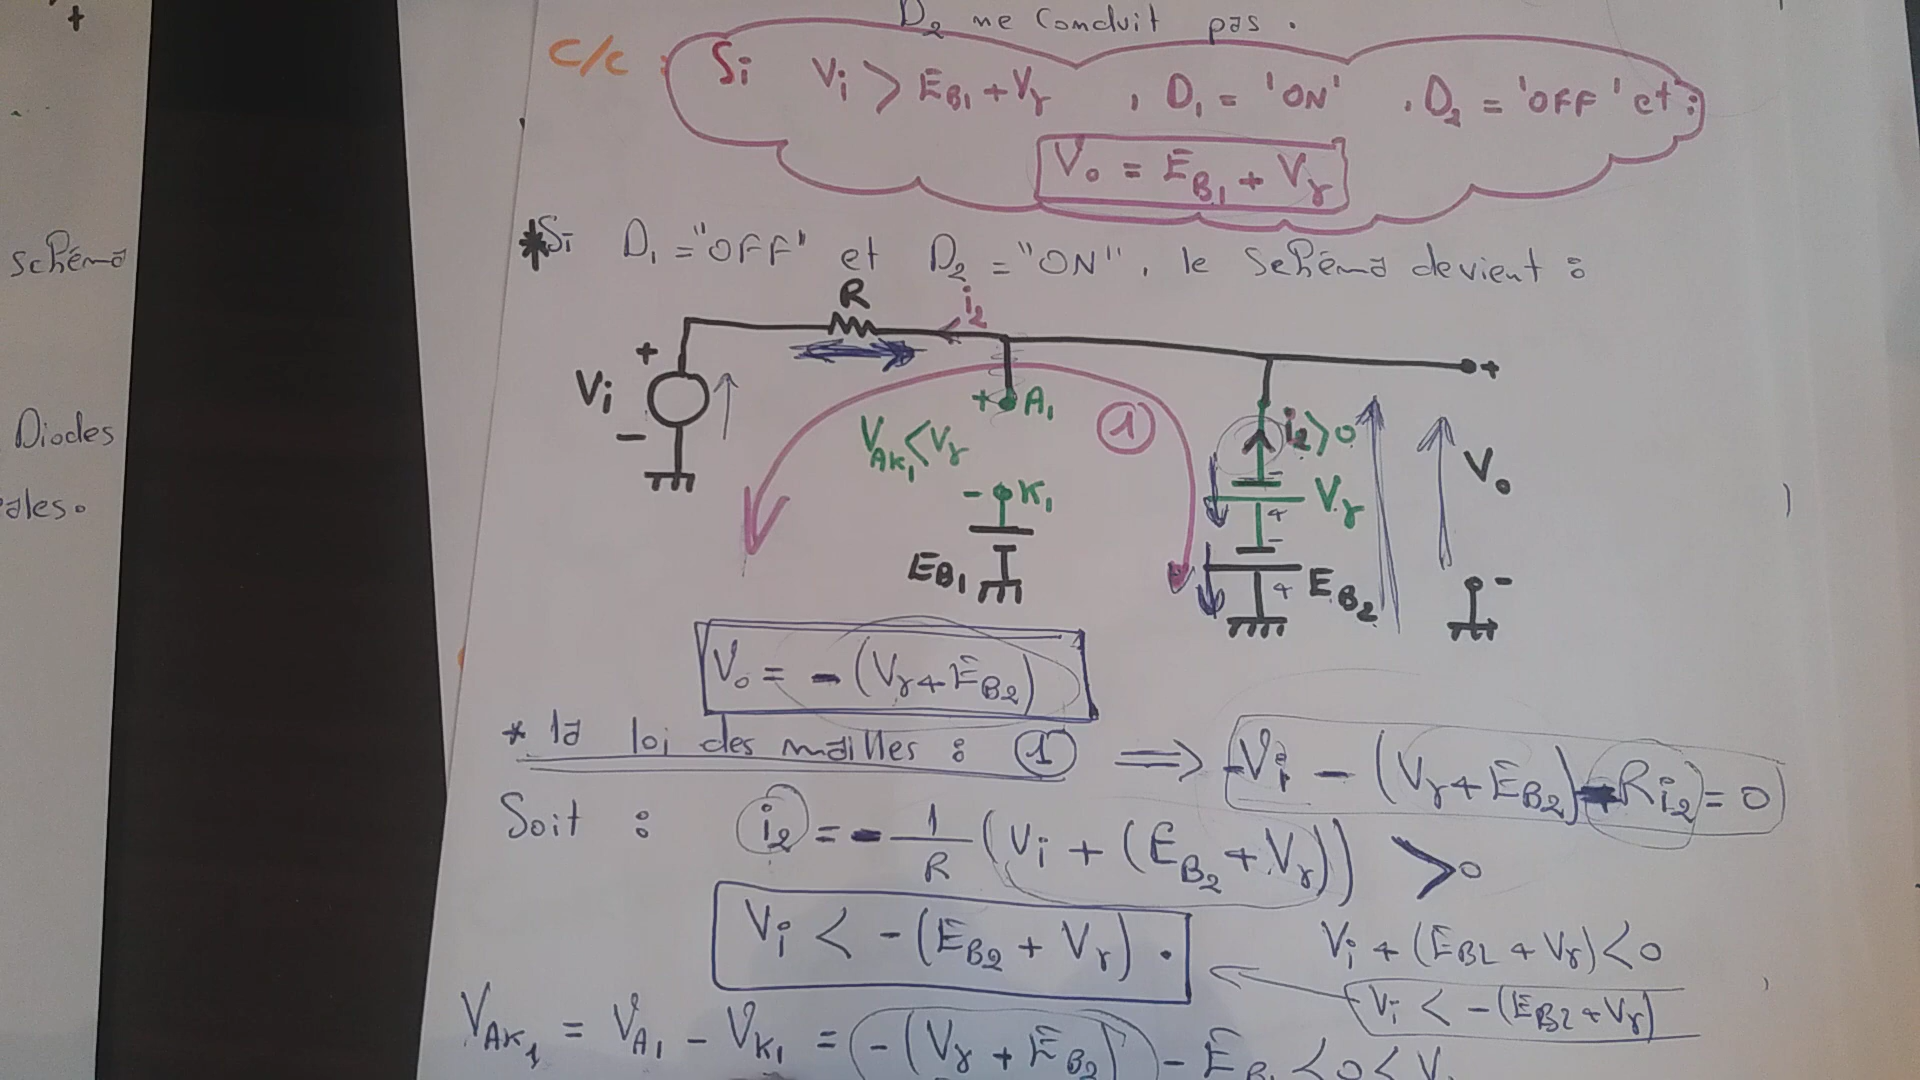 D₂ ne conduit pas.
c/c : Si Vi > EB₁ + Vγ , D₁ = 'ON' , D₂ = 'OFF' et :
V₀ = EB₁ + Vγ
*Si D₁ = "OFF" et D₂ = "ON", le schéma devient :
schéma
Diodes
R
i₂
+
Vi
-
+ A₁
VAK₁ < Vγ
1
- K₁
EB₁
i₂ > 0
-
Vγ
+
-
EB₂
+
+
V₀
-
V₀ = - (Vγ + EB₂)
* la loi des mailles : 1 ⟹ -Vi - (Vγ + EB₂) - Ri₂ = 0
Soit : i₂ = - 1/R (Vi + (EB₂ + Vγ)) > 0
Vi < - (EB₂ + Vγ) .
Vi + (EB2 + Vγ) < 0
Vi < - (EB2 + Vγ)
VAK₁ = VA₁ - VK₁ = - (Vγ + EB₂) - EB₁ < 0 <